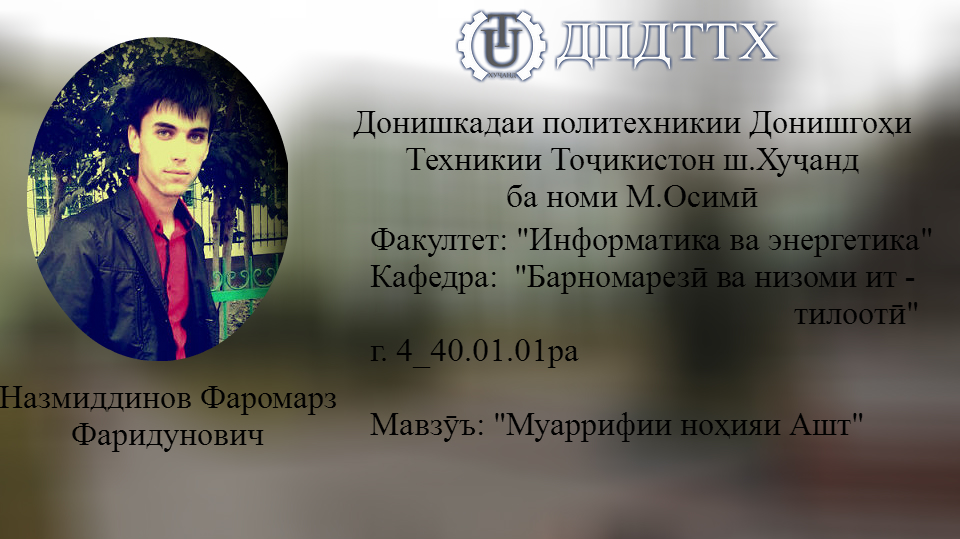 ДПДТТХ
ХУҶАНД
Донишкадаи политехникии Донишгоҳи
Техникии Тоҷикистон ш.Хуҷанд
ба номи М.Осимӣ
Факултет: "Информатика ва энергетика"
Кафедра: "Барномарезӣ ва низоми ит -
тилоотӣ"
г. 4_40.01.01ра
Назмиддинов Фаромарз
Фаридунович
Мавзӯъ: "Муаррифии ноҳияи Ашт"